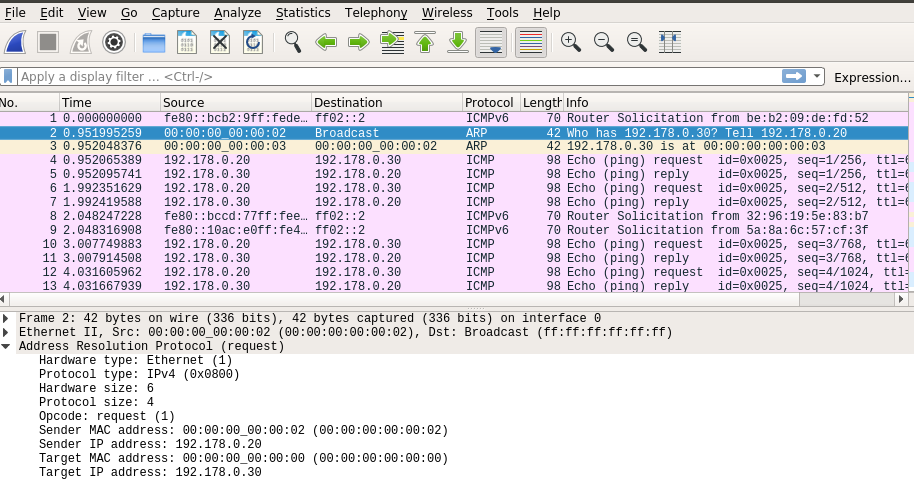 File Edit View Go Capture Analyze Statistics Telephony Wireless Tools Help
Apply a display filter ... <Ctrl-/> Expression...
No. Time Source Destination Protocol Length Info
1 0.000000000 fe80::bcb2:9ff:fede… ff02::2 ICMPv6 70 Router Solicitation from be:b2:09:de:fd:52
2 0.951995259 00:00:00_00:00:02 Broadcast ARP 42 Who has 192.178.0.30? Tell 192.178.0.20
3 0.952048376 00:00:00_00:00:03 00:00:00_00:00:02 ARP 42 192.178.0.30 is at 00:00:00:00:00:03
4 0.952065389 192.178.0.20 192.178.0.30 ICMP 98 Echo (ping) request id=0x0025, seq=1/256, ttl=6
5 0.952095741 192.178.0.30 192.178.0.20 ICMP 98 Echo (ping) reply id=0x0025, seq=1/256, ttl=6
6 1.992351629 192.178.0.20 192.178.0.30 ICMP 98 Echo (ping) request id=0x0025, seq=2/512, ttl=6
7 1.992419588 192.178.0.30 192.178.0.20 ICMP 98 Echo (ping) reply id=0x0025, seq=2/512, ttl=6
8 2.048247228 fe80::bccd:77ff:fee… ff02::2 ICMPv6 70 Router Solicitation from 32:96:19:5e:83:b7
9 2.048316908 fe80::10ac:e0ff:fe4… ff02::2 ICMPv6 70 Router Solicitation from 5a:8a:6c:57:cf:3f
10 3.007749883 192.178.0.20 192.178.0.30 ICMP 98 Echo (ping) request id=0x0025, seq=3/768, ttl=6
11 3.007914508 192.178.0.30 192.178.0.20 ICMP 98 Echo (ping) reply id=0x0025, seq=3/768, ttl=6
12 4.031605962 192.178.0.20 192.178.0.30 ICMP 98 Echo (ping) request id=0x0025, seq=4/1024, ttl=
13 4.031667939 192.178.0.30 192.178.0.20 ICMP 98 Echo (ping) reply id=0x0025, seq=4/1024, ttl=
Frame 2: 42 bytes on wire (336 bits), 42 bytes captured (336 bits) on interface 0
Ethernet II, Src: 00:00:00_00:00:02 (00:00:00:00:00:02), Dst: Broadcast (ff:ff:ff:ff:ff:ff)
Address Resolution Protocol (request)
Hardware type: Ethernet (1)
Protocol type: IPv4 (0x0800)
Hardware size: 6
Protocol size: 4
Opcode: request (1)
Sender MAC address: 00:00:00_00:00:02 (00:00:00:00:00:02)
Sender IP address: 192.178.0.20
Target MAC address: 00:00:00_00:00:00 (00:00:00:00:00:00)
Target IP address: 192.178.0.30